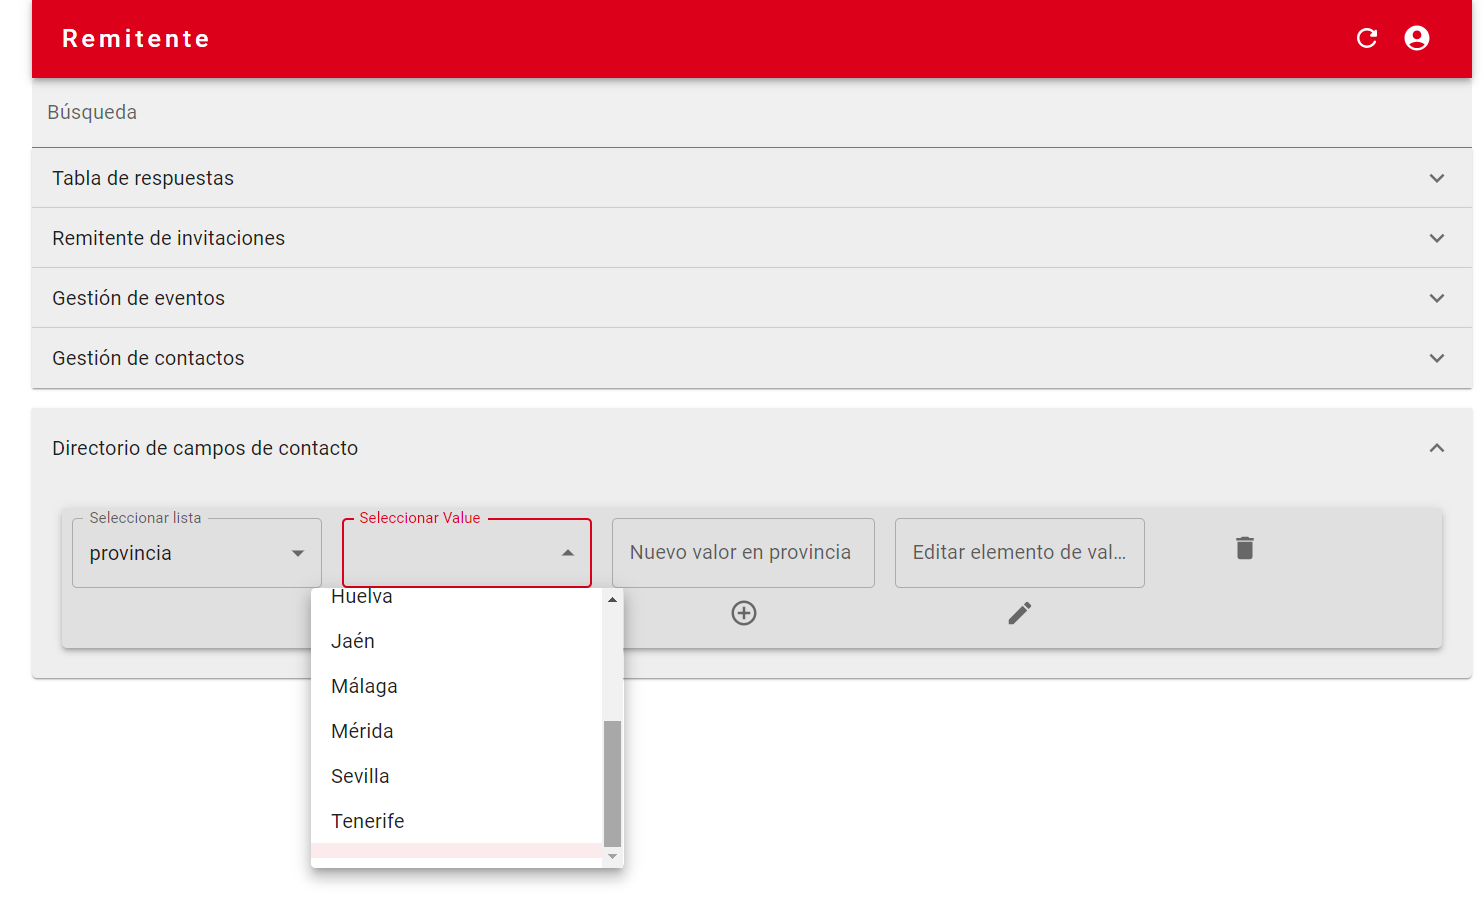 Remitente
Búsqueda
Tabla de respuestas
Remitente de invitaciones
Gestión de eventos
Gestión de contactos
Directorio de campos de contacto
Seleccionar lista
provincia
Seleccionar Value
Nuevo valor en provincia
Editar elemento de val...
Huelva
Jaén
Málaga
Mérida
Sevilla
Tenerife